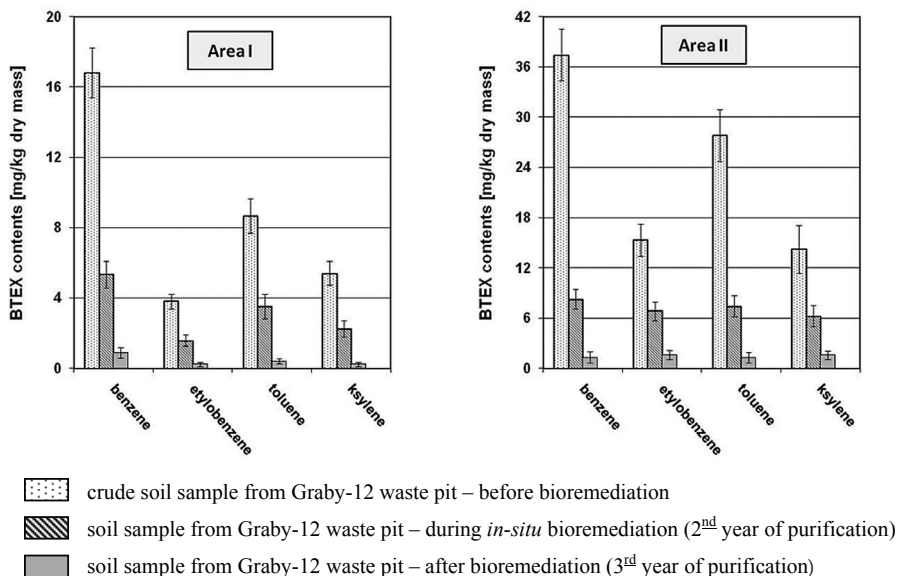 Area I
BTEX contents [mg/kg dry mass]
20
16
12
8
4
0
benzene
etylobenzene
toluene
ksylene
Area II
BTEX contents [mg/kg dry mass]
42
36
30
24
18
12
6
0
benzene
etylobenzene
toluene
ksylene
crude soil sample from Graby-12 waste pit – before bioremediation
soil sample from Graby-12 waste pit – during in-situ bioremediation (2nd year of purification)
soil sample from Graby-12 waste pit – after bioremediation (3rd year of purification)